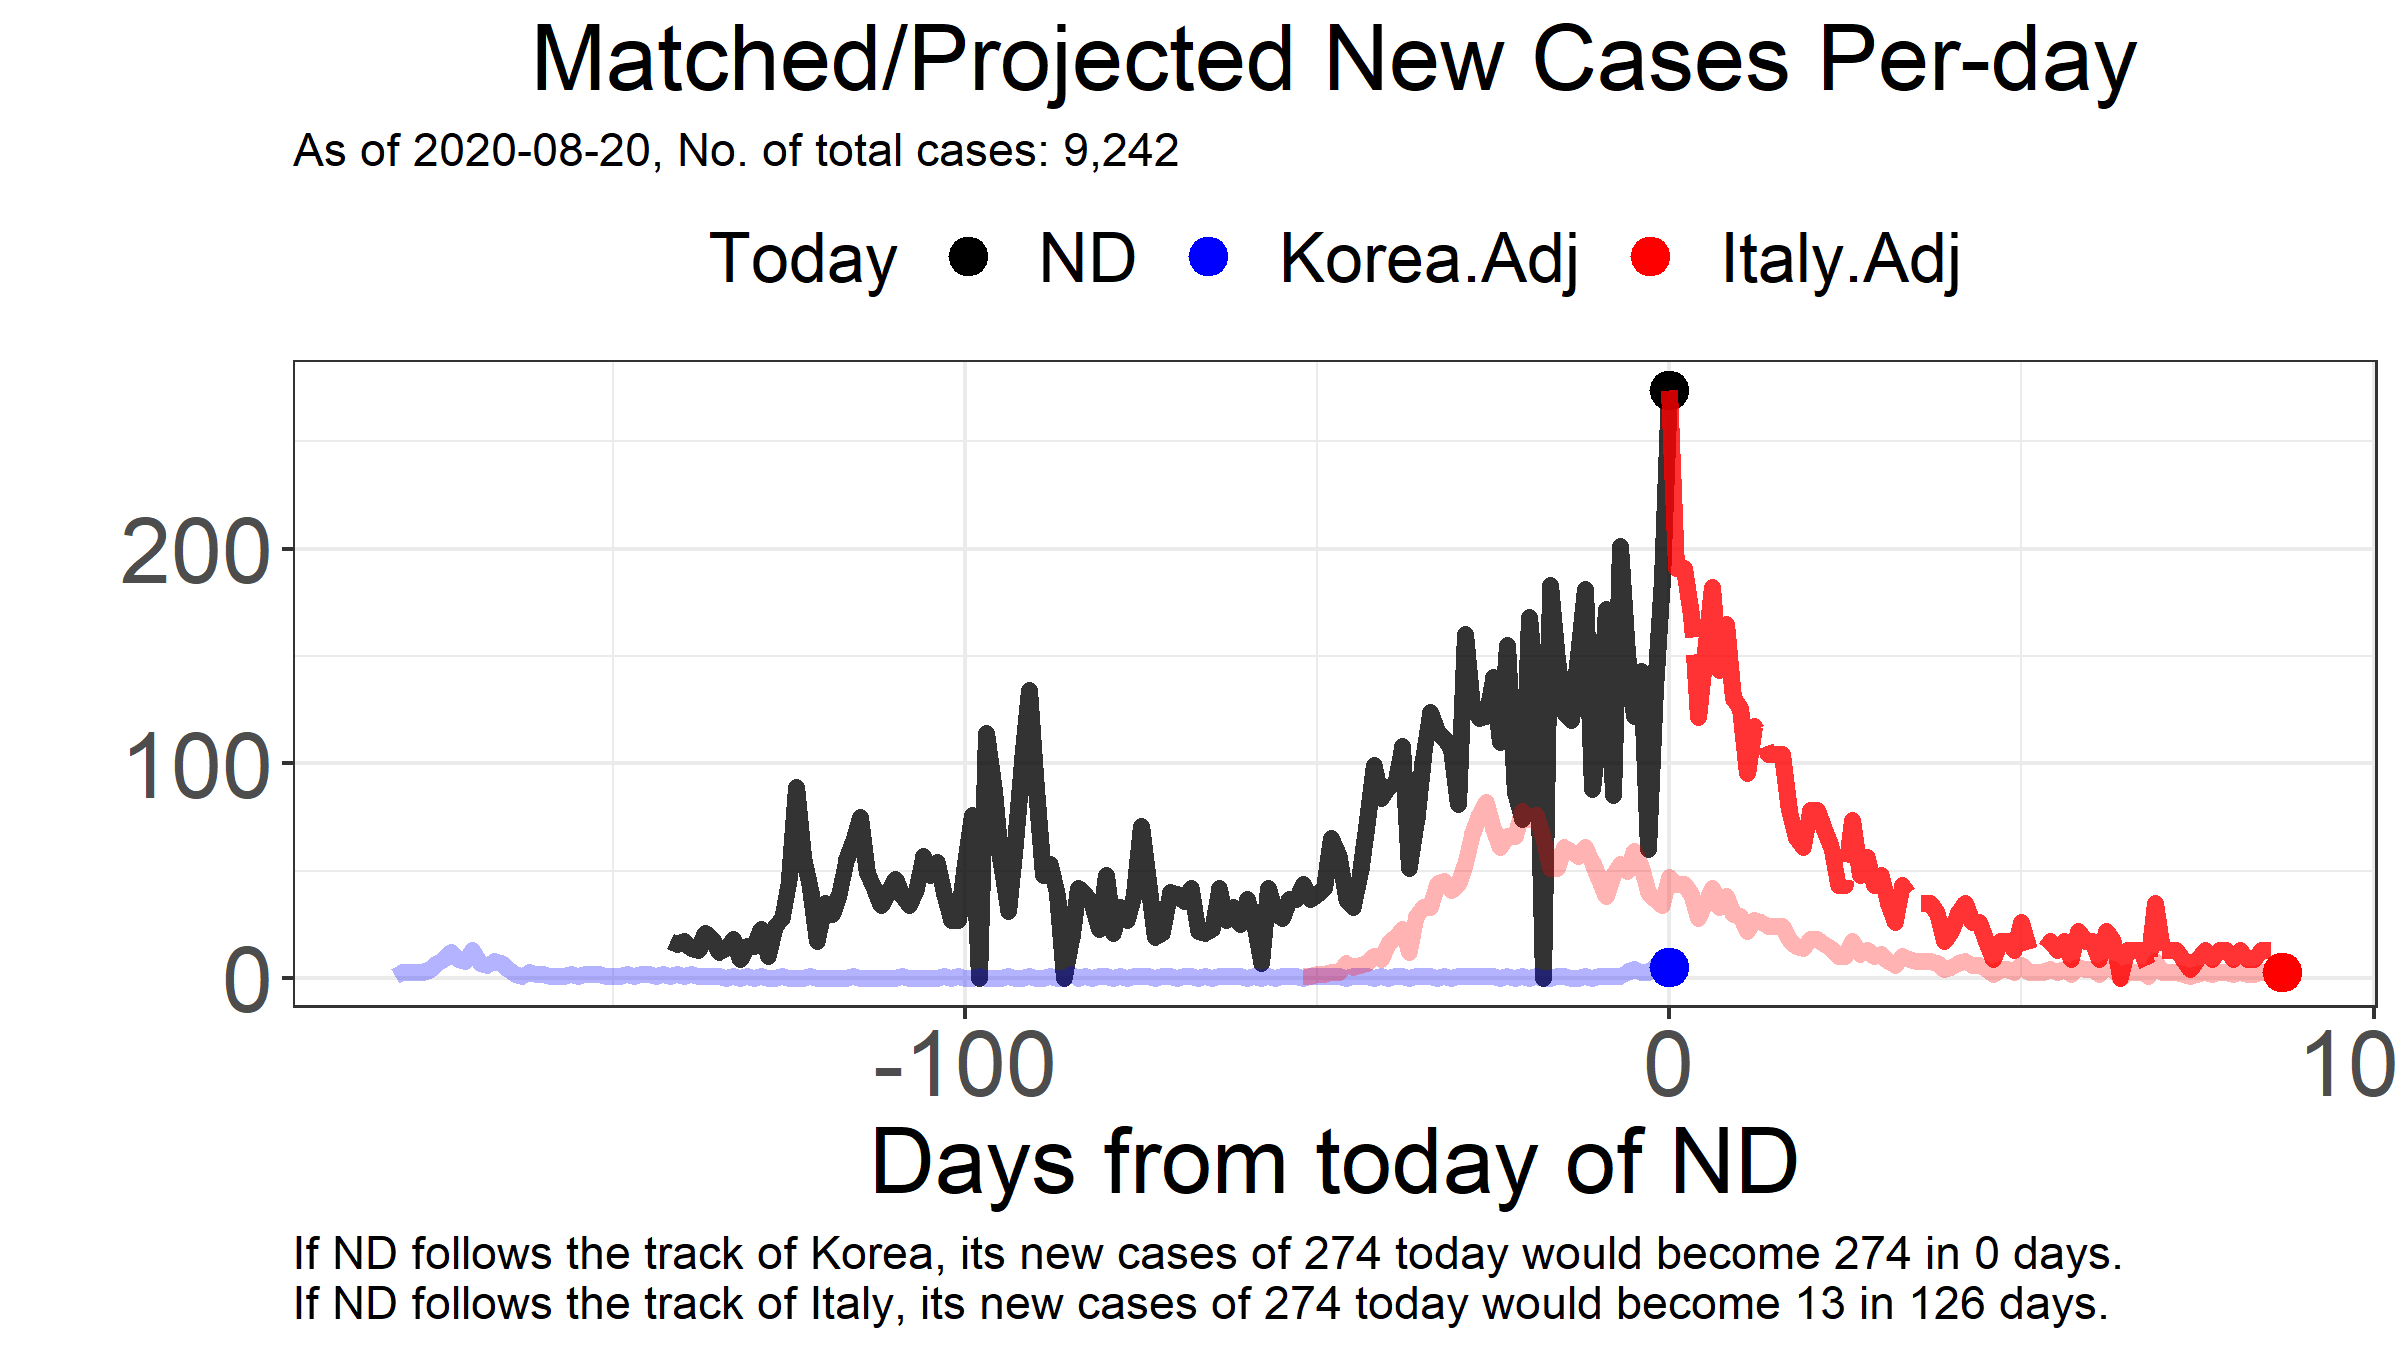 Matched/Projected New Cases Per-day
As of 2020-08-20, No. of total cases: 9,242
Today ND Korea.Adj Italy.Adj
200
100
0
-100 0 10
Days from today of ND
If ND follows the track of Korea, its new cases of 274 today would become 274 in 0 days.
If ND follows the track of Italy, its new cases of 274 today would become 13 in 126 days.